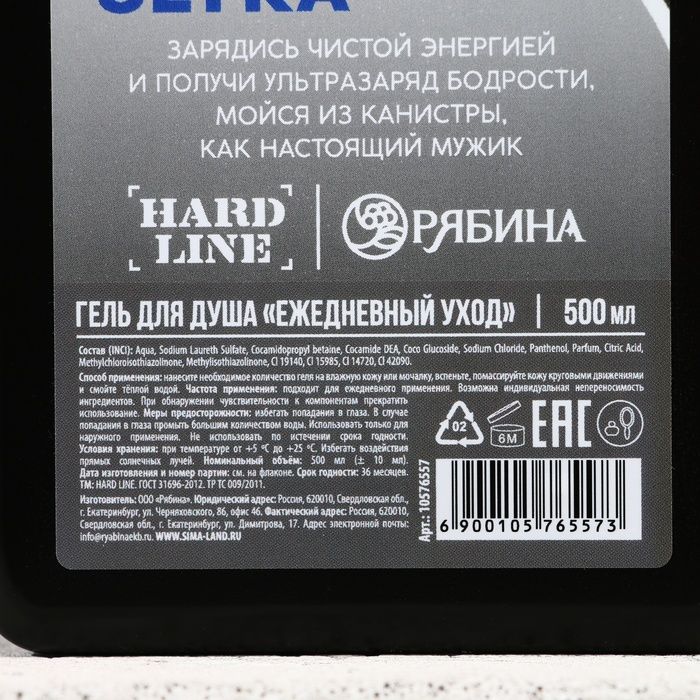 ЗАРЯДИСЬ ЧИСТОЙ ЭНЕРГИЕЙ
И ПОЛУЧИ УЛЬТРАЗАРЯД БОДРОСТИ,
МОЙСЯ ИЗ КАНИСТРЫ,
КАК НАСТОЯЩИЙ МУЖИК
HARD
LINE
РЯБИНА
ГЕЛЬ ДЛЯ ДУША «ЕЖЕДНЕВНЫЙ УХОД» 500 мл
Состав (INCI): Aqua, Sodium Laureth Sulfate, Cocamidopropyl betaine, Cocamide DEA, Coco Glucoside, Sodium Chloride, Panthenol, Parfum, Citric Acid,
Methylchloroisothiazolinone, Methylisothiazolinone, CI 19140, CI 15985, CI 14720, CI 42090.
Способ применения: нанесите необходимое количество геля на влажную кожу или мочалку, вспеньте, помассируйте кожу круговыми движениями
и смойте тёплой водой. Частота применения: подходит для ежедневного применения. Возможна индивидуальная непереносимость
ингредиентов. При обнаружении чувствительности к компонентам прекратить
использование. Меры предосторожности: избегать попадания в глаза. В случае
попадания в глаза промыть большим количеством воды. Использовать только для
наружного применения. Не использовать по истечении срока годности.
Условия хранения: при температуре от +5 °C до +25 °C. Избегать воздействия
прямых солнечных лучей. Номинальный объём: 500 мл (± 10 мл).
Дата изготовления и номер партии: см. на флаконе. Срок годности: 36 месяцев.
ТМ: HARD LINE. ГОСТ 31696-2012. ТР ТС 009/2011.
Изготовитель: ООО «Рябина». Юридический адрес: Россия, 620010, Свердловская обл.,
г. Екатеринбург, ул. Черняховского, 86, офис 46. Фактический адрес: Россия, 620010,
Свердловская обл., г. Екатеринбург, ул. Димитрова, 17. Адрес электронной почты:
info@ryabinaekb.ru. WWW.SIMA-LAND.RU
02
6M
EAC
Арт.: 10576557
6 900105 765573